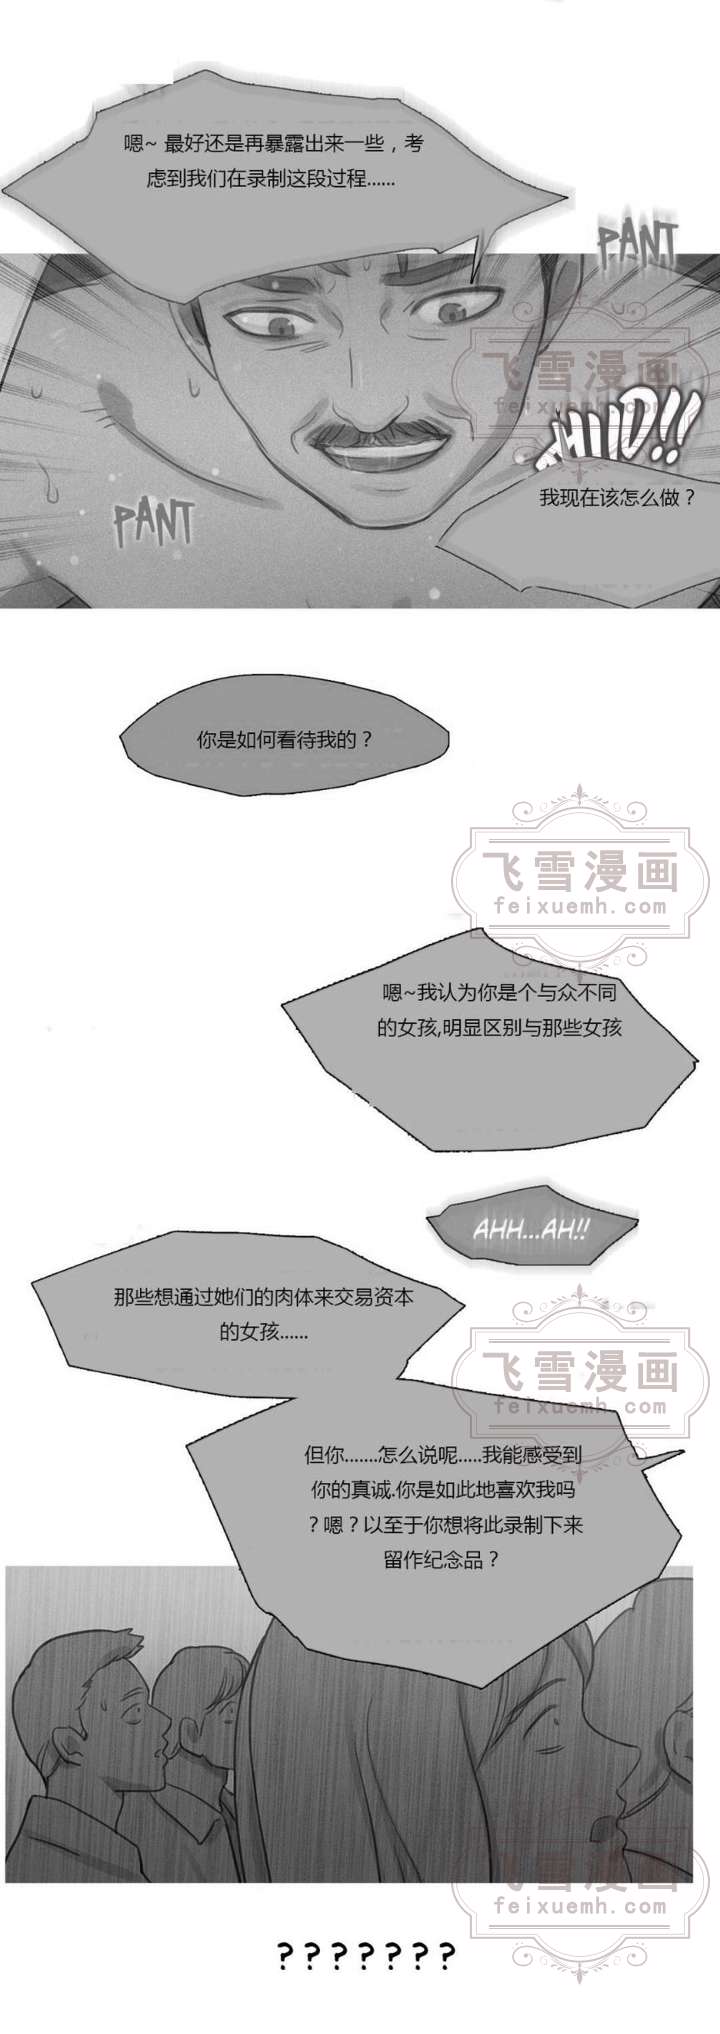 嗯~ 最好还是再暴露出来一些，考
虑到我们在录制这段过程......
PANT
飞雪漫画
feixuemh.com
THUD!!
我现在该怎么做？
PANT
你是如何看待我的？
飞雪漫画
feixuemh.com
嗯~我认为你是个与众不同
的女孩,明显区别与那些女孩
AHH...AH!!
那些想通过她们的肉体来交易资本
的女孩......
飞雪漫画
feixuemh.com
但你.......怎么说呢.....我能感受到
你的真诚.你是如此地喜欢我吗
？嗯？以至于你想将此录制下来
留作纪念品？
飞雪漫画
feixuemh.com
???????